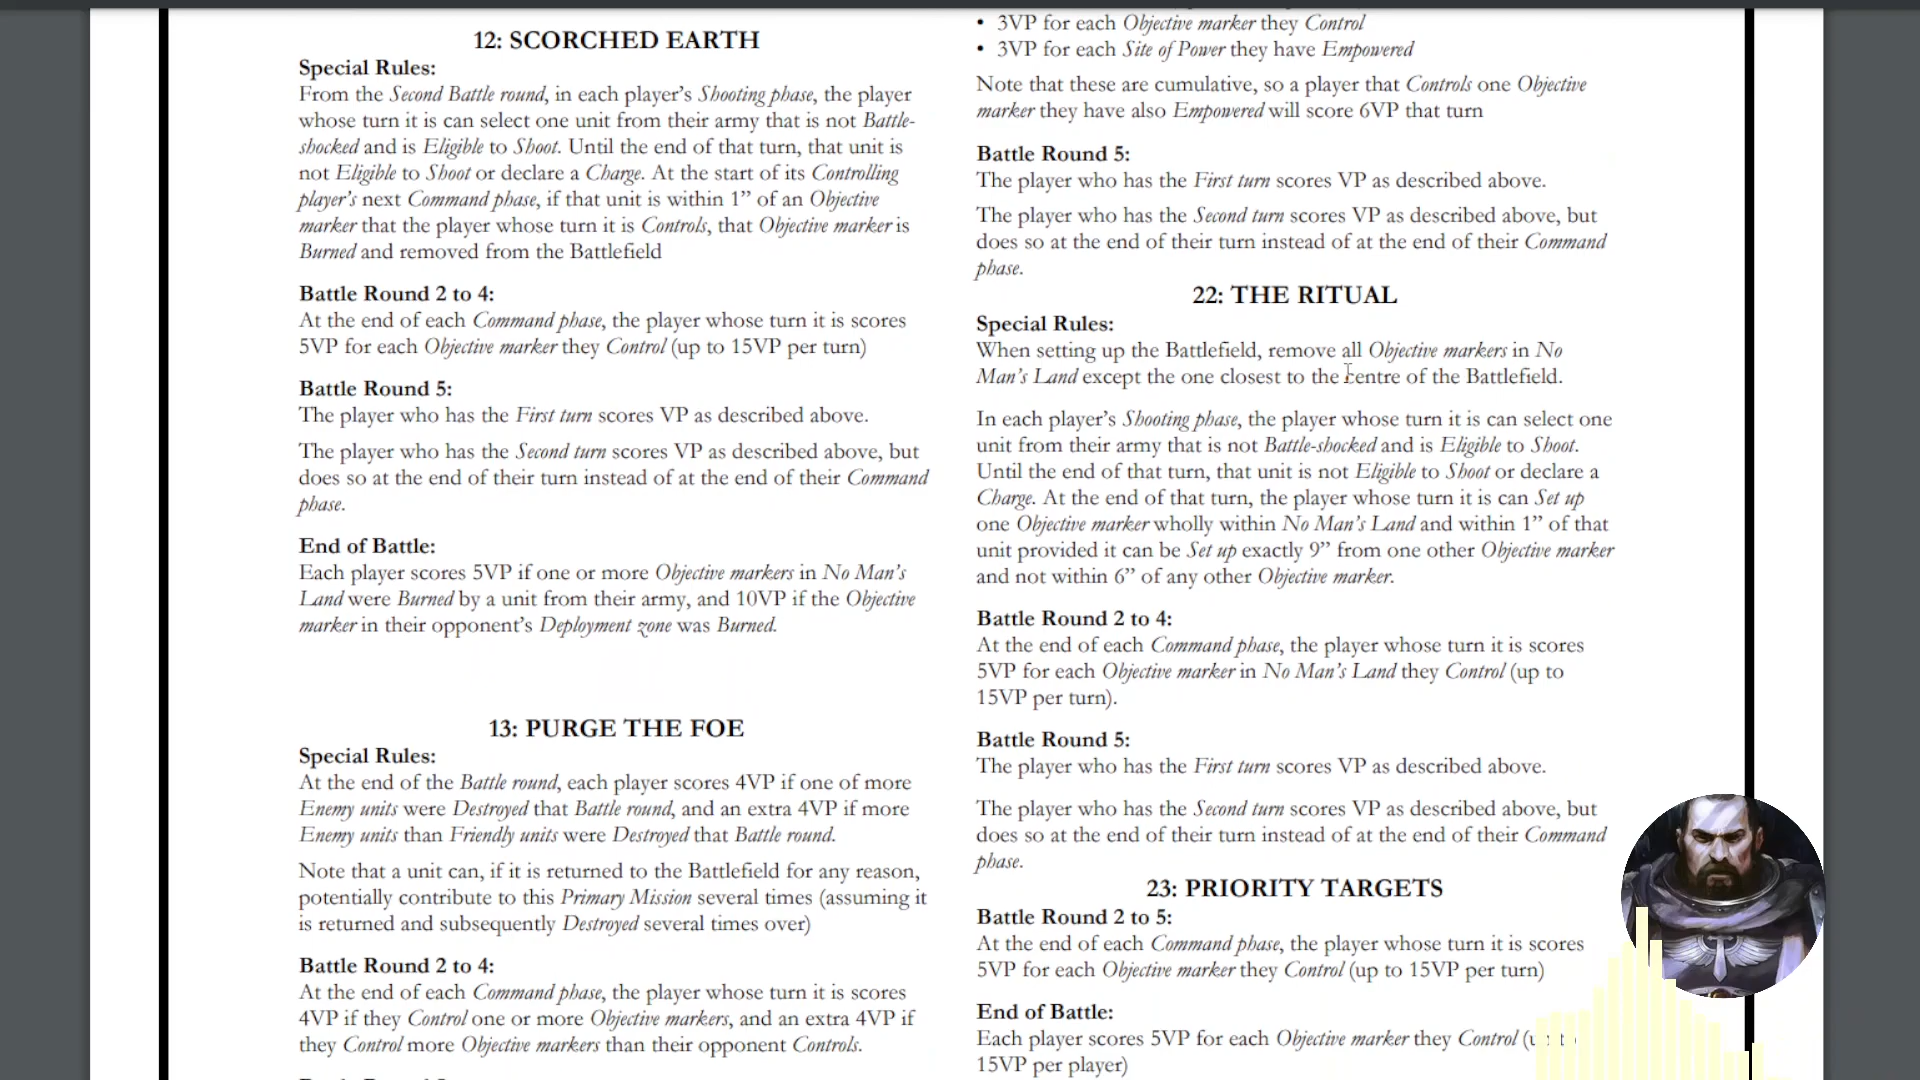 12: SCORCHED EARTH
Special Rules:
From the Second Battle round, in each player's Shooting phase, the player
whose turn it is can select one unit from their army that is not Battle-
shocked and is Eligible to Shoot. Until the end of that turn, that unit is
not Eligible to Shoot or declare a Charge. At the start of its Controlling
player's next Command phase, if that unit is within 1” of an Objective
marker that the player whose turn it is Controls, that Objective marker is
Burned and removed from the Battlefield
Battle Round 2 to 4:
At the end of each Command phase, the player whose turn it is scores
5VP for each Objective marker they Control (up to 15VP per turn)
Battle Round 5:
The player who has the First turn scores VP as described above.
The player who has the Second turn scores VP as described above, but
does so at the end of their turn instead of at the end of their Command
phase.
End of Battle:
Each player scores 5VP if one or more Objective markers in No Man's
Land were Burned by a unit from their army, and 10VP if the Objective
marker in their opponent's Deployment zone was Burned.
13: PURGE THE FOE
Special Rules:
At the end of the Battle round, each player scores 4VP if one of more
Enemy units were Destroyed that Battle round, and an extra 4VP if more
Enemy units than Friendly units were Destroyed that Battle round.
Note that a unit can, if it is returned to the Battlefield for any reason,
potentially contribute to this Primary Mission several times (assuming it
is returned and subsequently Destroyed several times over)
Battle Round 2 to 4:
At the end of each Command phase, the player whose turn it is scores
4VP if they Control one or more Objective markers, and an extra 4VP if
they Control more Objective markers than their opponent Controls.
• 3VP for each Objective marker they Control
• 3VP for each Site of Power they have Empowered
Note that these are cumulative, so a player that Controls one Objective
marker they have also Empowered will score 6VP that turn
Battle Round 5:
The player who has the First turn scores VP as described above.
The player who has the Second turn scores VP as described above, but
does so at the end of their turn instead of at the end of their Command
phase.
22: THE RITUAL
Special Rules:
When setting up the Battlefield, remove all Objective markers in No
Man's Land except the one closest to the centre of the Battlefield.
In each player's Shooting phase, the player whose turn it is can select one
unit from their army that is not Battle-shocked and is Eligible to Shoot.
Until the end of that turn, that unit is not Eligible to Shoot or declare a
Charge. At the end of that turn, the player whose turn it is can Set up
one Objective marker wholly within No Man's Land and within 1” of that
unit provided it can be Set up exactly 9” from one other Objective marker
and not within 6” of any other Objective marker.
Battle Round 2 to 4:
At the end of each Command phase, the player whose turn it is scores
5VP for each Objective marker in No Man's Land they Control (up to
15VP per turn).
Battle Round 5:
The player who has the First turn scores VP as described above.
The player who has the Second turn scores VP as described above, but
does so at the end of their turn instead of at the end of their Command
phase.
23: PRIORITY TARGETS
Battle Round 2 to 5:
At the end of each Command phase, the player whose turn it is scores
5VP for each Objective marker they Control (up to 15VP per turn)
End of Battle:
Each player scores 5VP for each Objective marker they Control
15VP per player)